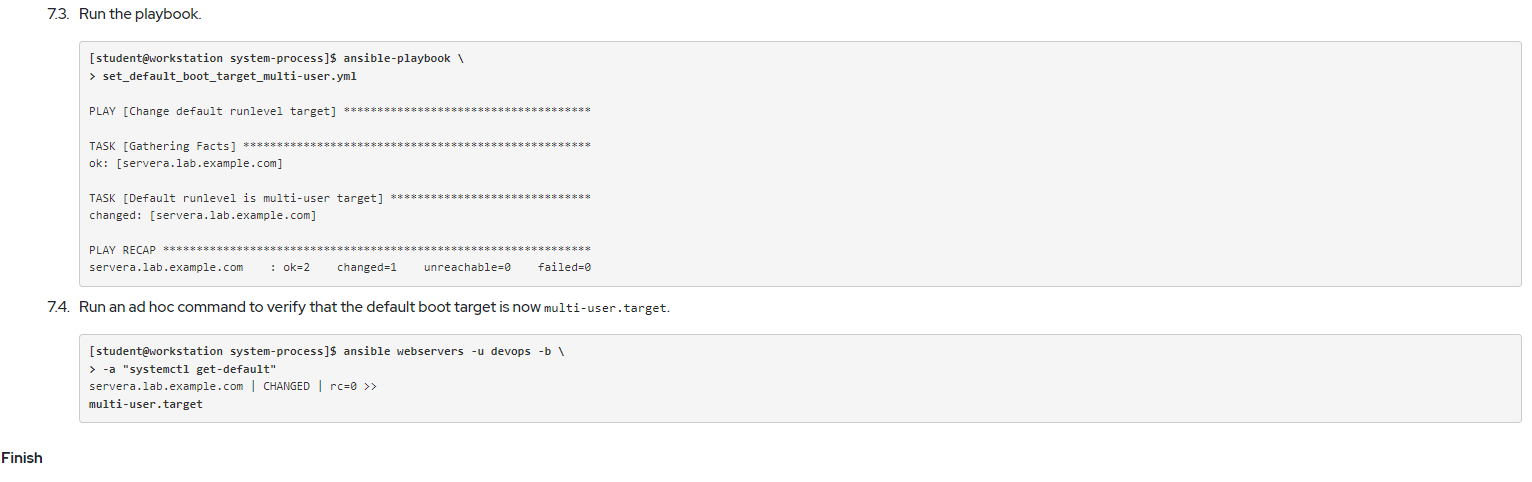 7.3. Run the playbook.
[student@workstation system-process]$ ansible-playbook \
> set_default_boot_target_multi-user.yml
PLAY [Change default runlevel target] *************************************
TASK [Gathering Facts] ****************************************************
ok: [servera.lab.example.com]
TASK [Default runlevel is multi-user target] ******************************
changed: [servera.lab.example.com]
PLAY RECAP ****************************************************************
servera.lab.example.com    : ok=2    changed=1    unreachable=0    failed=0
7.4. Run an ad hoc command to verify that the default boot target is now multi-user.target.
[student@workstation system-process]$ ansible webservers -u devops -b \
> -a "systemctl get-default"
servera.lab.example.com | CHANGED | rc=0 >>
multi-user.target
Finish